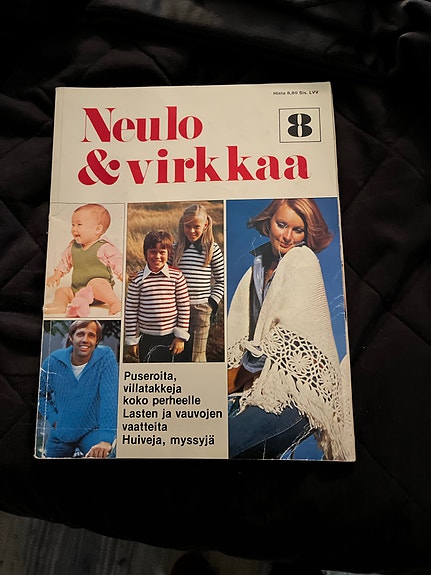 Hinta 8,90 Sis. LVV
Neulo
8
& virkkaa
Puseroita,
villatakkeja
koko perheelle
Lasten ja vauvojen
vaatteita
Huiveja, myssyjä